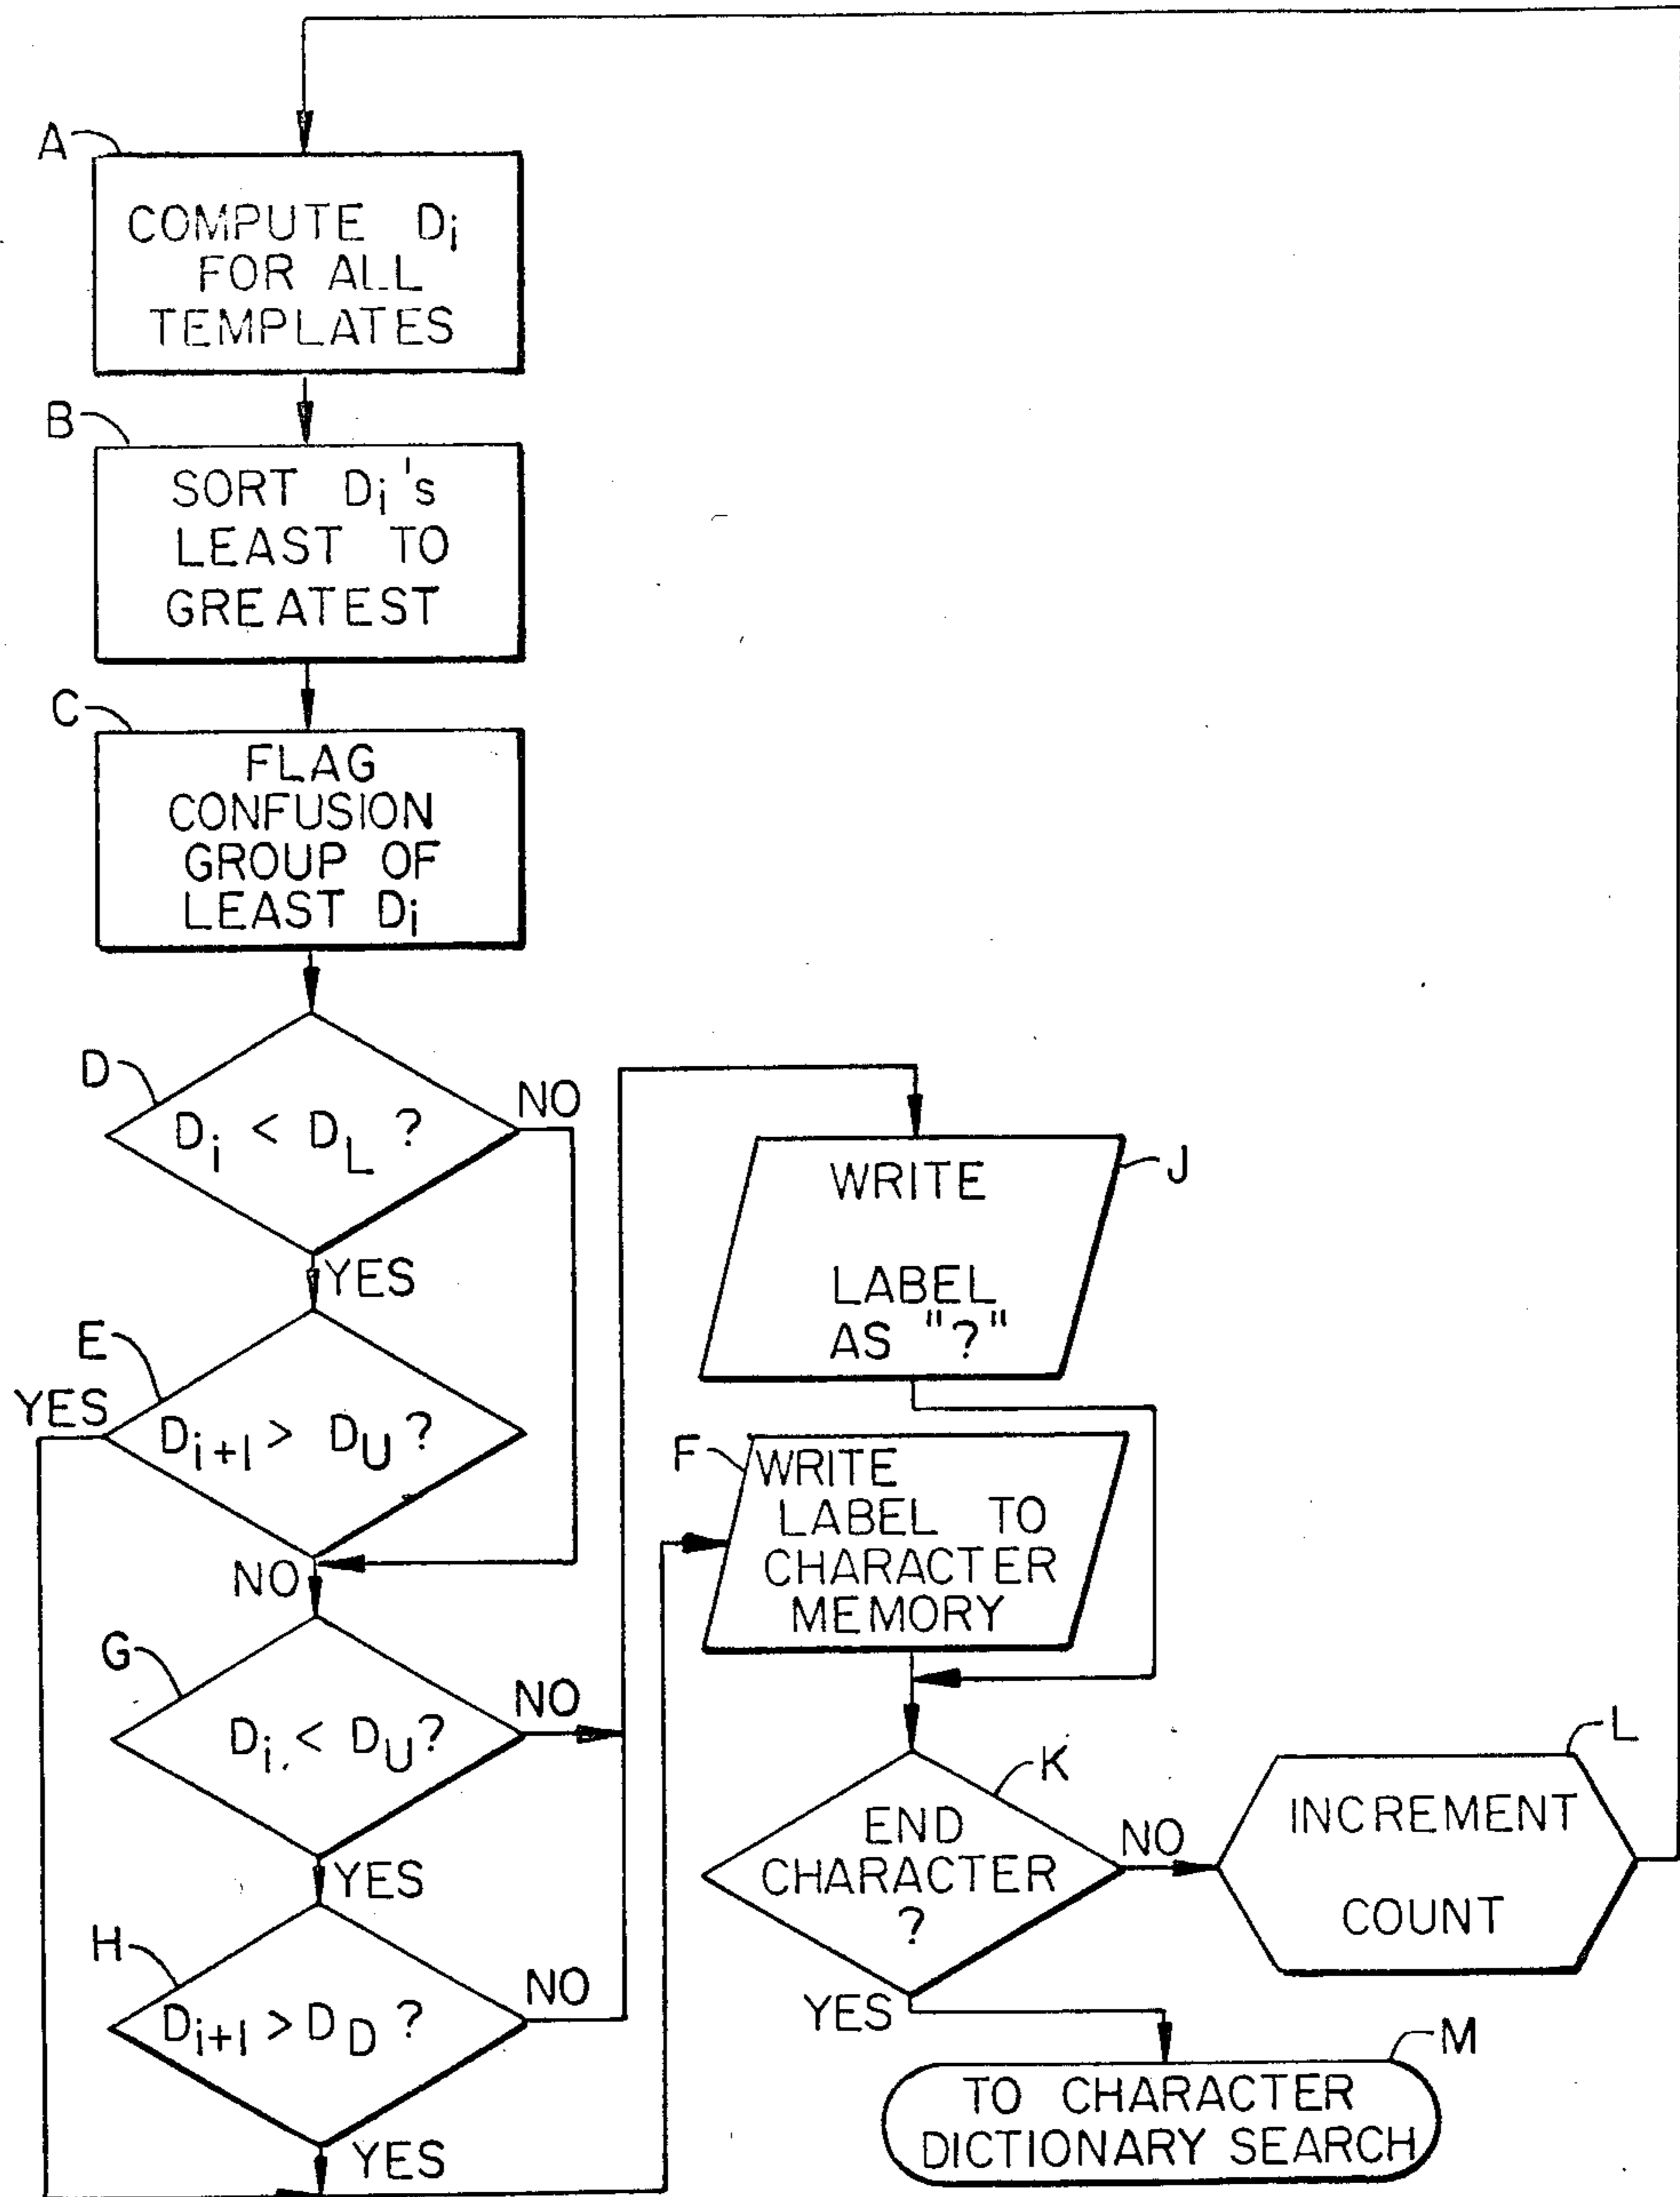 A
COMPUTE Di
FOR ALL
TEMPLATES
B
SORT Di's
LEAST TO
GREATEST
C
FLAG
CONFUSION
GROUP OF
LEAST Di
D
Di < DL ?
NO
YES
E
YES
Di+1 > DU ?
NO
G
Di < DU ?
NO
YES
H
Di+1 > DD ?
NO
YES
J
WRITE
LABEL
AS "?"
F
WRITE
LABEL TO
CHARACTER
MEMORY
K
END
CHARACTER
?
NO
YES
L
INCREMENT
COUNT
M
TO CHARACTER
DICTIONARY SEARCH